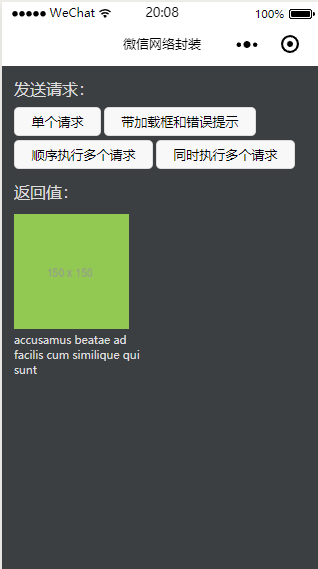 WeChat 20:08 100%
微信网络封装
发送请求：
单个请求 带加载框和错误提示
顺序执行多个请求 同时执行多个请求
返回值：
150 x 150
accusamus beatae ad
facilis cum similique qui
sunt